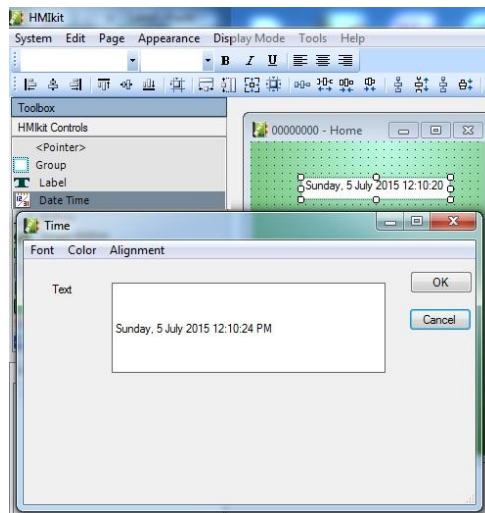 HMIkit
System Edit Page Appearance Display Mode Tools Help
B I U
Toolbox
HMIkit Controls
<Pointer>
Group
Label
Date Time
00000000 - Home
Sunday, 5 July 2015 12:10:20
Time
Font Color Alignment
Text
Sunday, 5 July 2015 12:10:24 PM
OK
Cancel